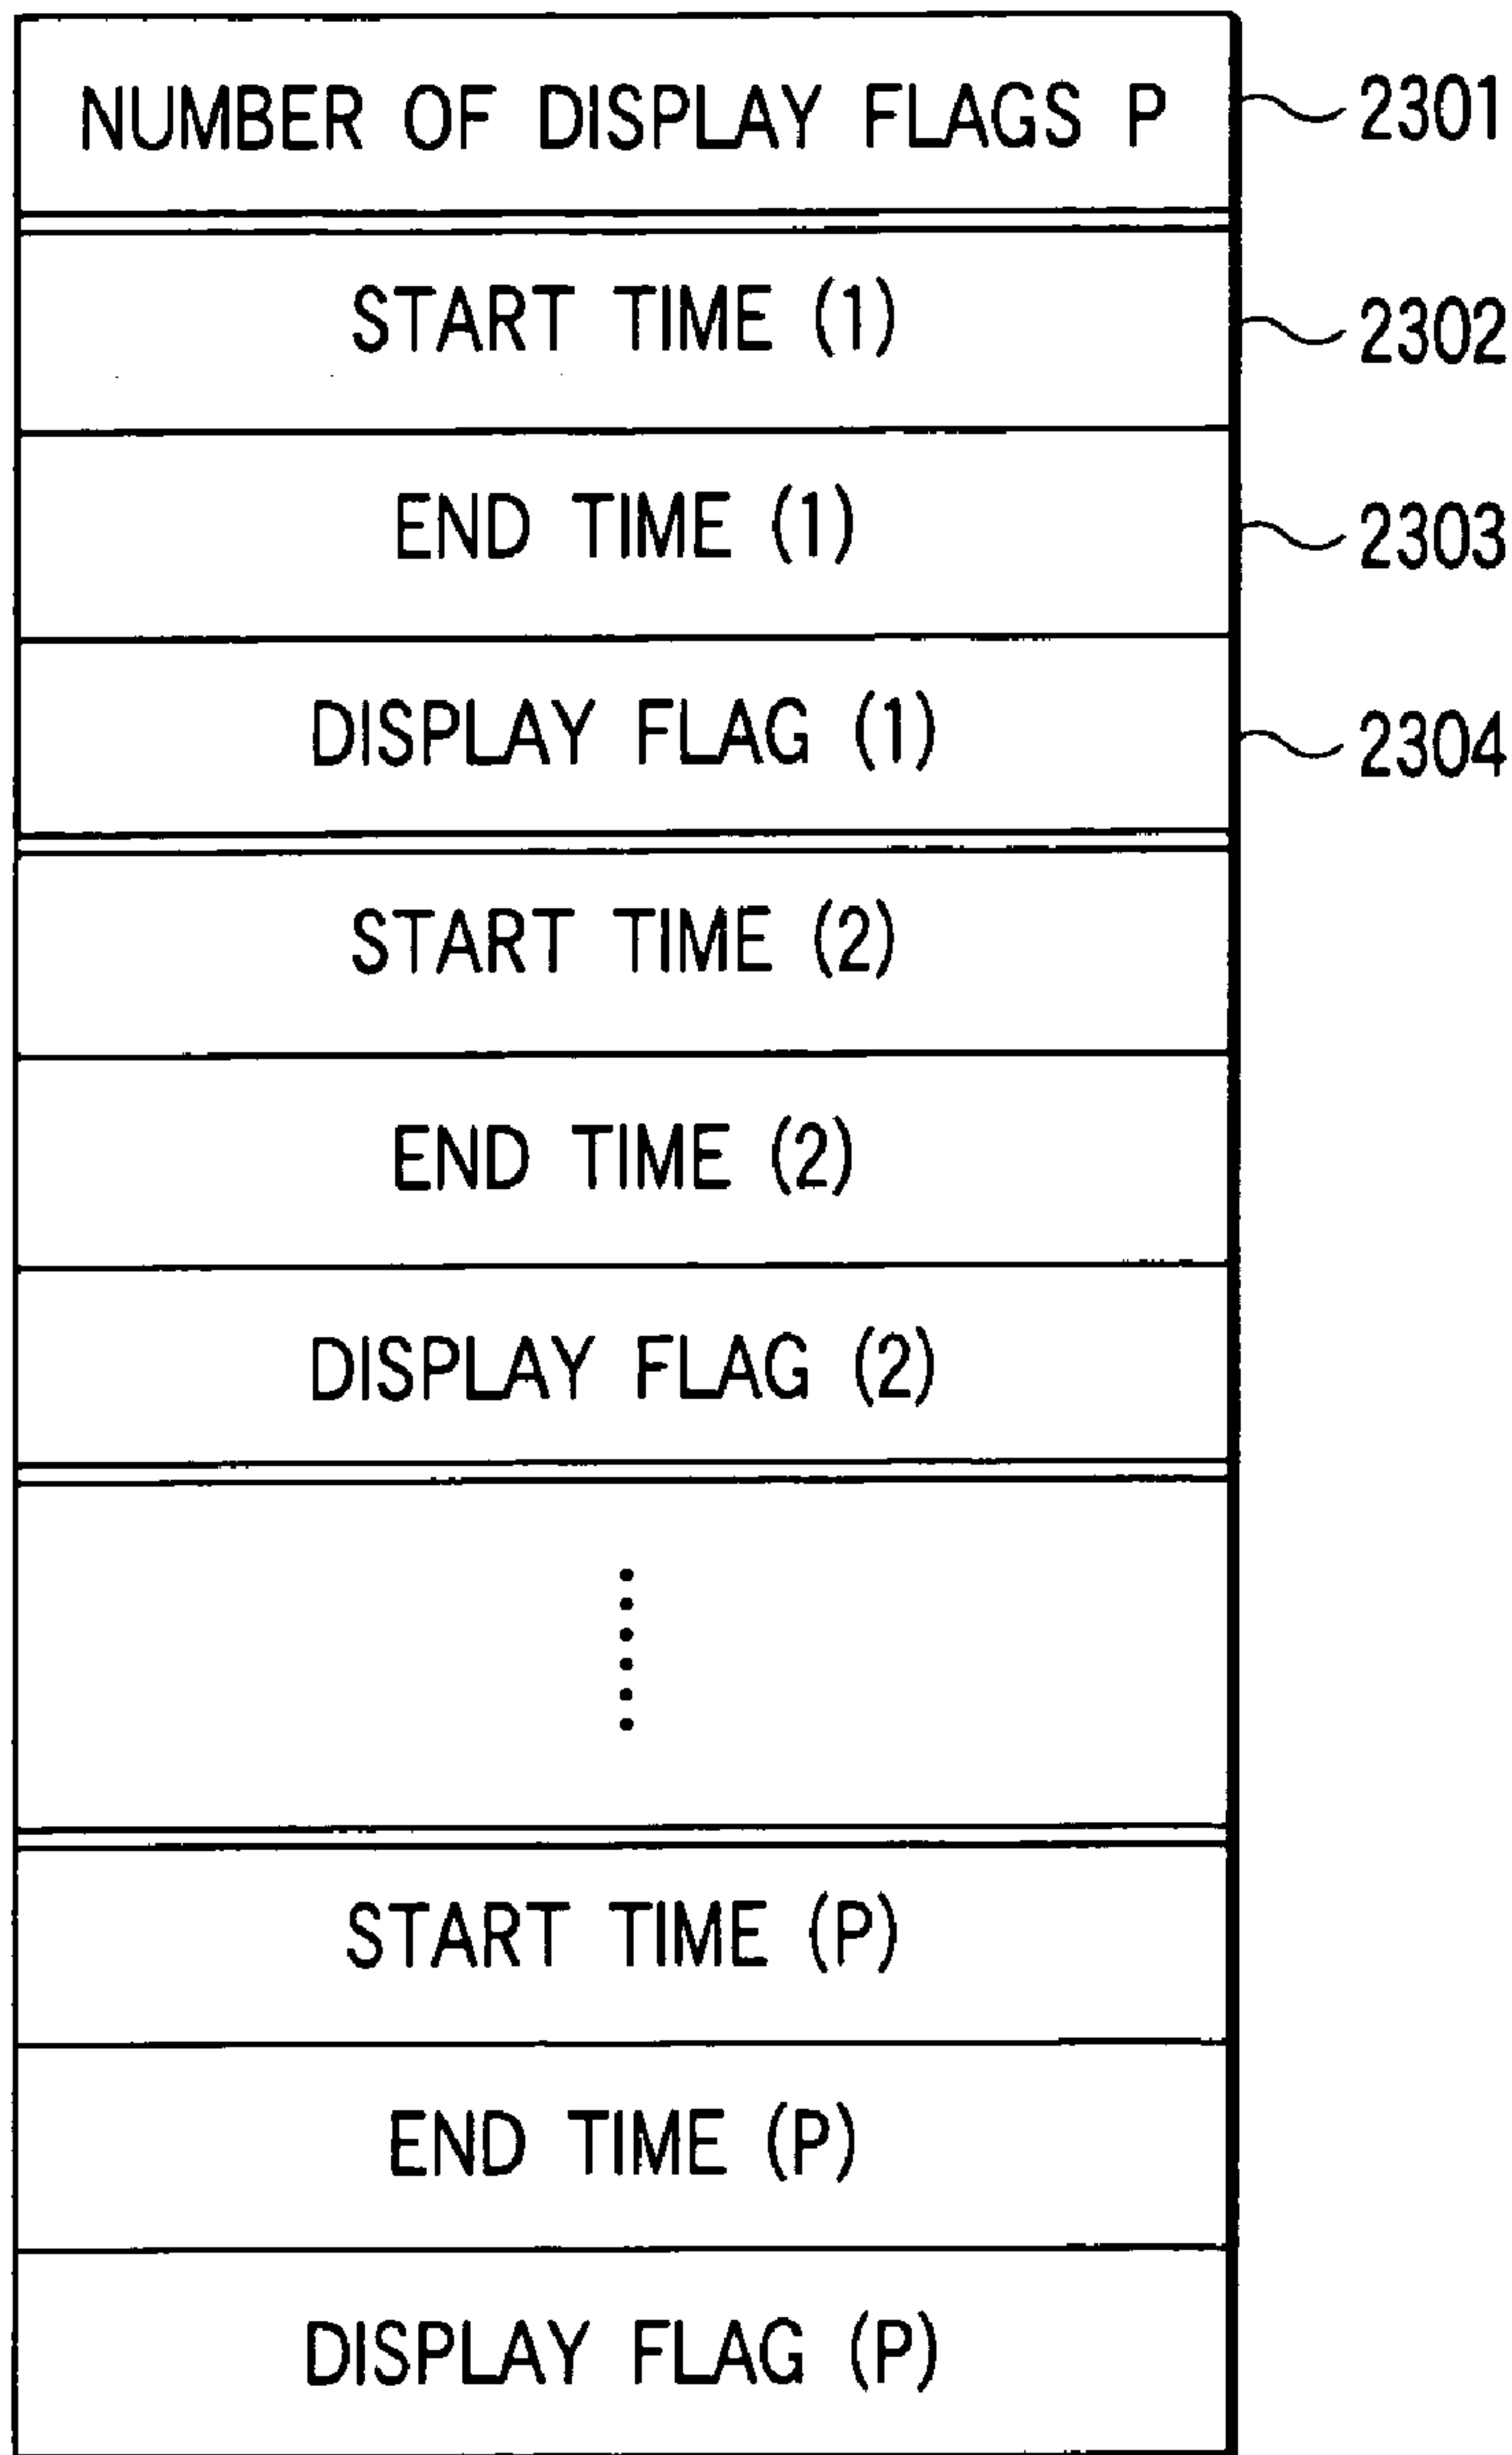 NUMBER OF DISPLAY FLAGS P 2301
START TIME (1) 2302
END TIME (1) 2303
DISPLAY FLAG (1) 2304
START TIME (2)
END TIME (2)
DISPLAY FLAG (2)
START TIME (P)
END TIME (P)
DISPLAY FLAG (P)